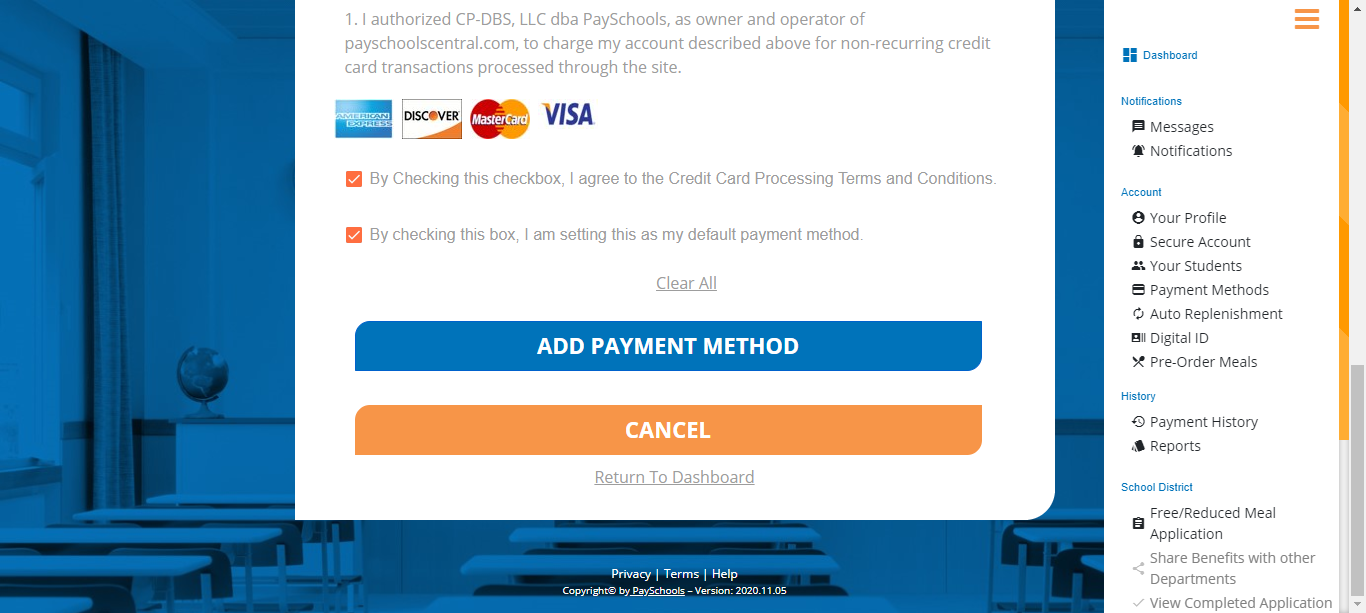 1. I authorized CP-DBS, LLC dba PaySchools, as owner and operator of
payschoolscentral.com, to charge my account described above for non-recurring credit
card transactions processed through the site.
AMERICAN
EXPRESS
DISCOVER
MasterCard
VISA
By Checking this checkbox, I agree to the Credit Card Processing Terms and Conditions.
By checking this box, I am setting this as my default payment method.
Clear All
ADD PAYMENT METHOD
CANCEL
Return To Dashboard
Privacy | Terms | Help
Copyright© by PaySchools – Version: 2020.11.05
Dashboard
Notifications
Messages
Notifications
Account
Your Profile
Secure Account
Your Students
Payment Methods
Auto Replenishment
Digital ID
Pre-Order Meals
History
Payment History
Reports
School District
Free/Reduced Meal
Application
Share Benefits with other
Departments
View Completed Application